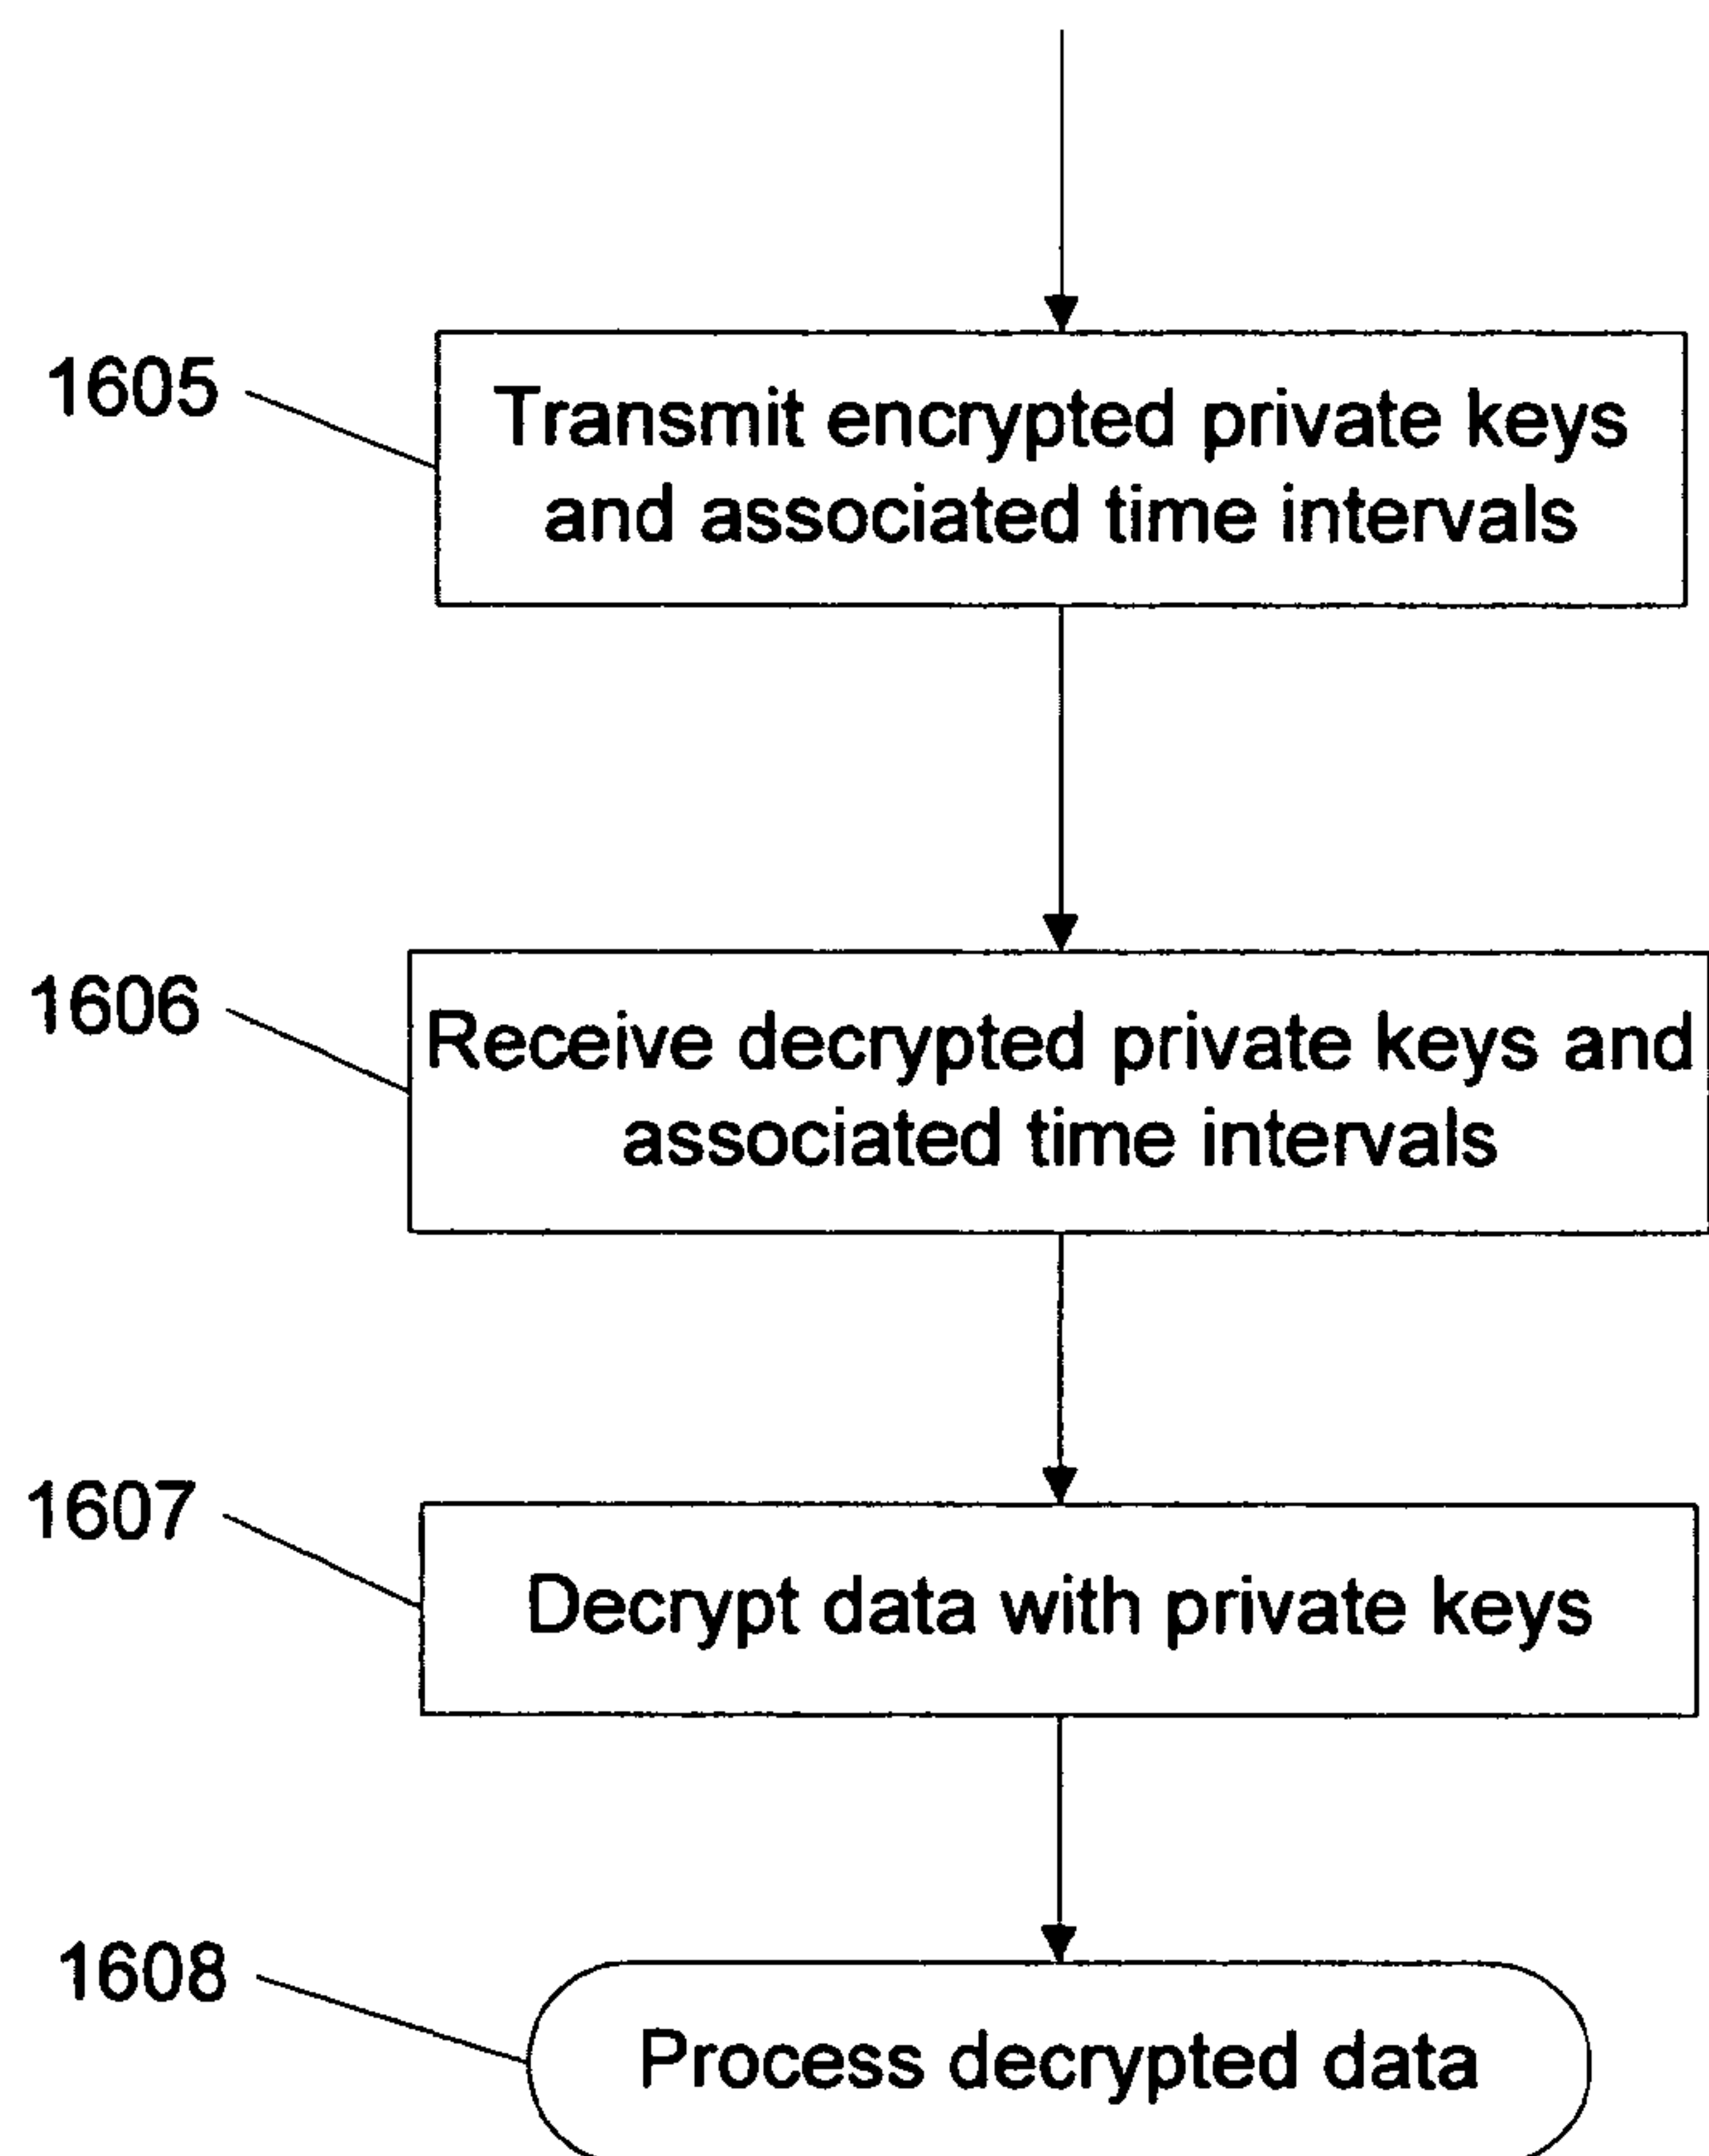 1605
Transmit encrypted private keys
and associated time intervals
1606
Receive decrypted private keys and
associated time intervals
1607
Decrypt data with private keys
1608
Process decrypted data